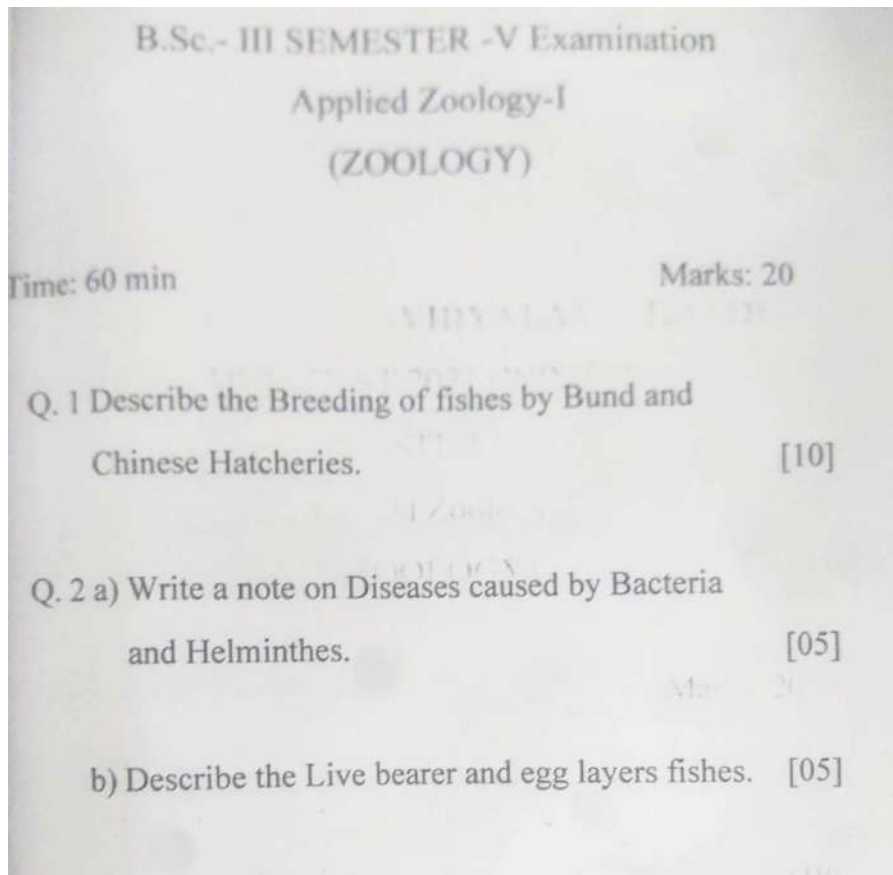 B.Sc.- III SEMESTER -V Examination
Applied Zoology-I
(ZOOLOGY)
Time: 60 min Marks: 20
Q. 1 Describe the Breeding of fishes by Bund and
Chinese Hatcheries. [10]
Q. 2 a) Write a note on Diseases caused by Bacteria
and Helminthes. [05]
b) Describe the Live bearer and egg layers fishes. [05]